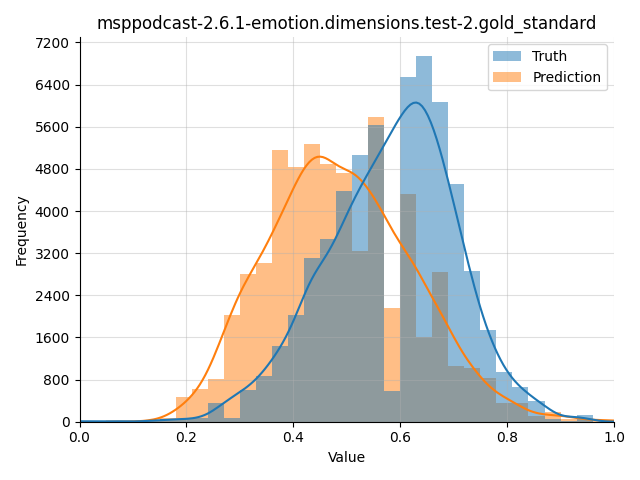 msppodcast-2.6.1-emotion.dimensions.test-2.gold_standard
7200
6400
5600
4800
4000
3200
2400
1600
800
0
Frequency
Truth
Prediction
0.0 0.2 0.4 0.6 0.8 1.0
Value